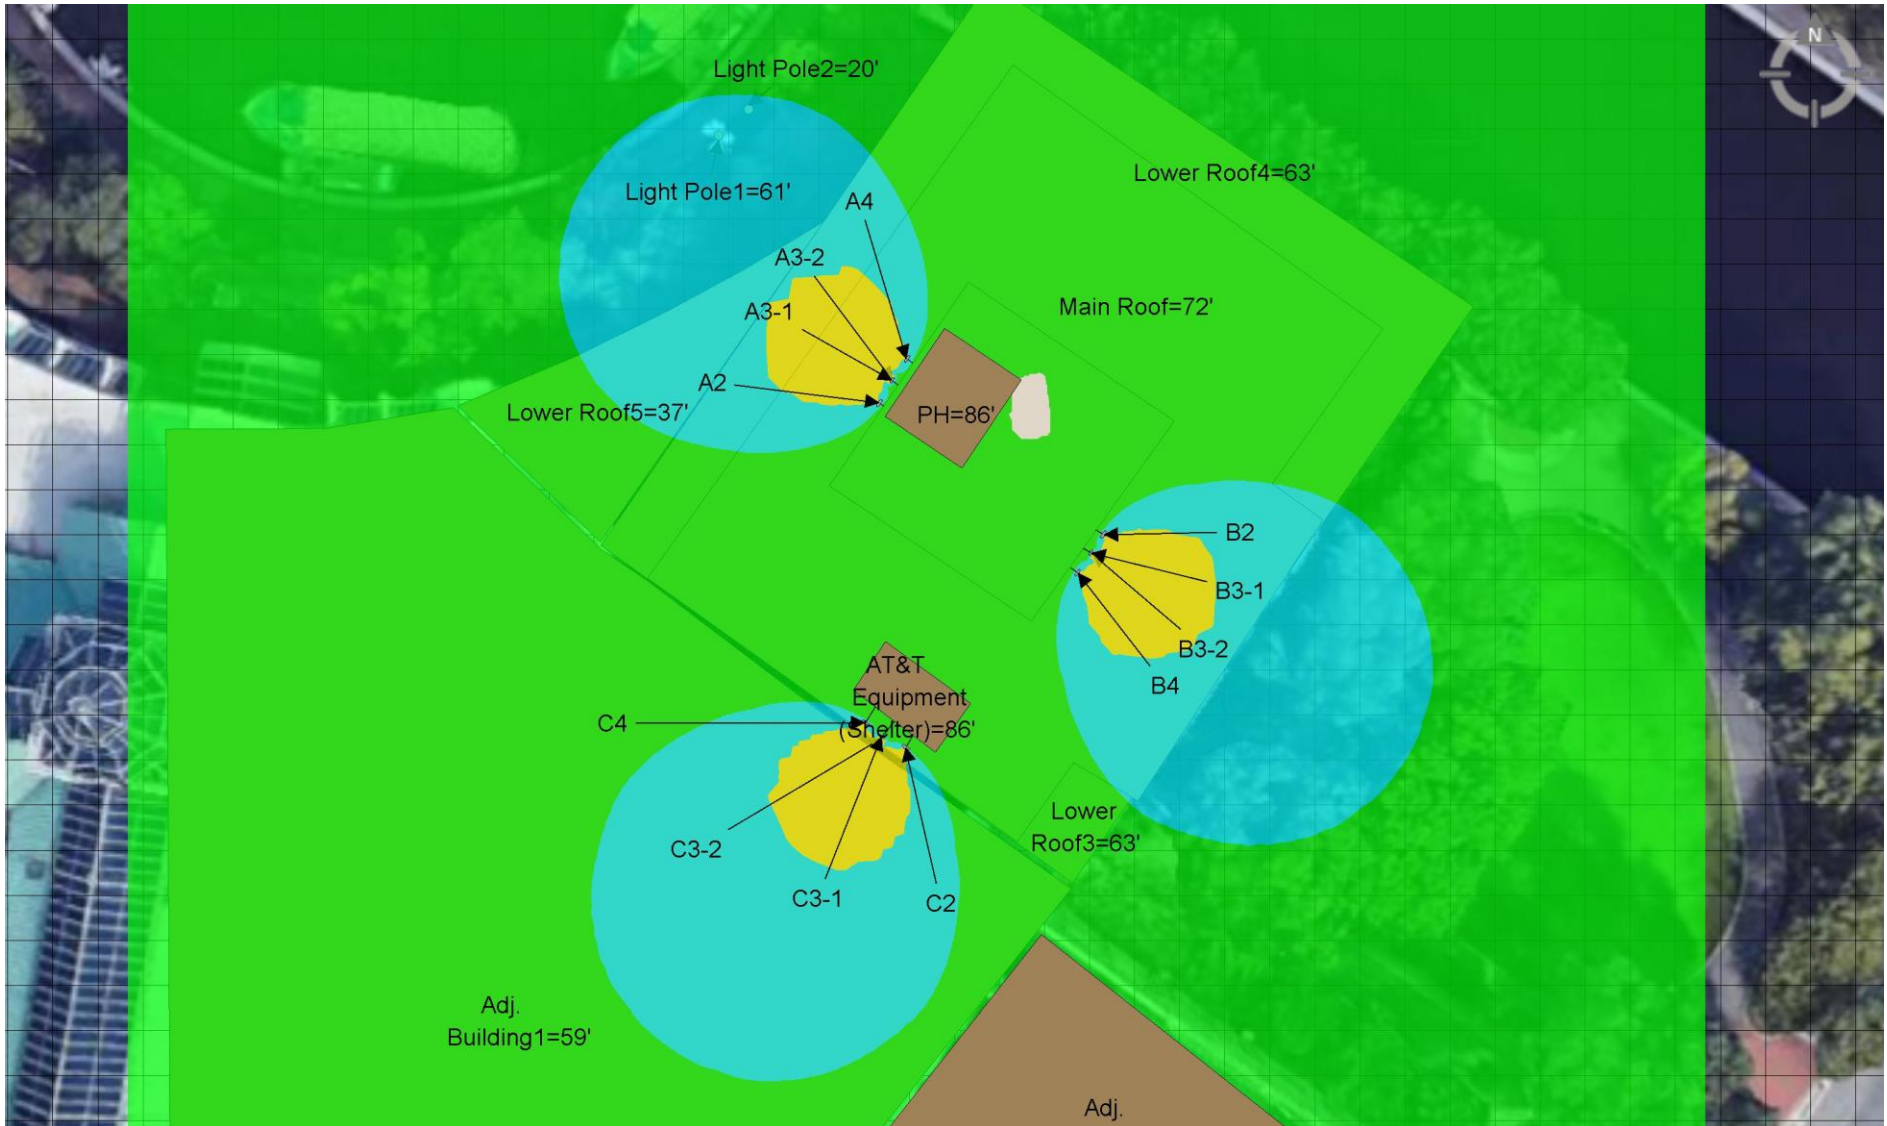 N
Light Pole2=20'
Lower Roof4=63'
Light Pole1=61'
A4
A3-2
A3-1
Main Roof=72'
A2
Lower Roof5=37'
PH=86'
B2
B3-1
B3-2
B4
AT&T
Equipment
(Shelter)=86'
C4
Lower
Roof3=63'
C3-2
C3-1
C2
Adj.
Building1=59'
Adj.